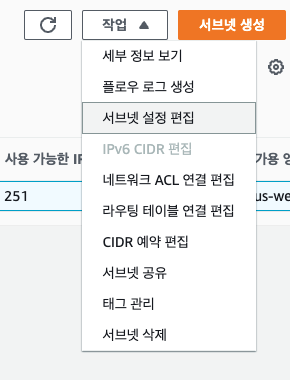 작업
서브넷 생성
세부 정보 보기
플로우 로그 생성
서브넷 설정 편집
IPv6 CIDR 편집
사용 가능한 IP
가용 영
네트워크 ACL 연결 편집
251
us-we
라우팅 테이블 연결 편집
CIDR 예약 편집
서브넷 공유
태그 관리
서브넷 삭제